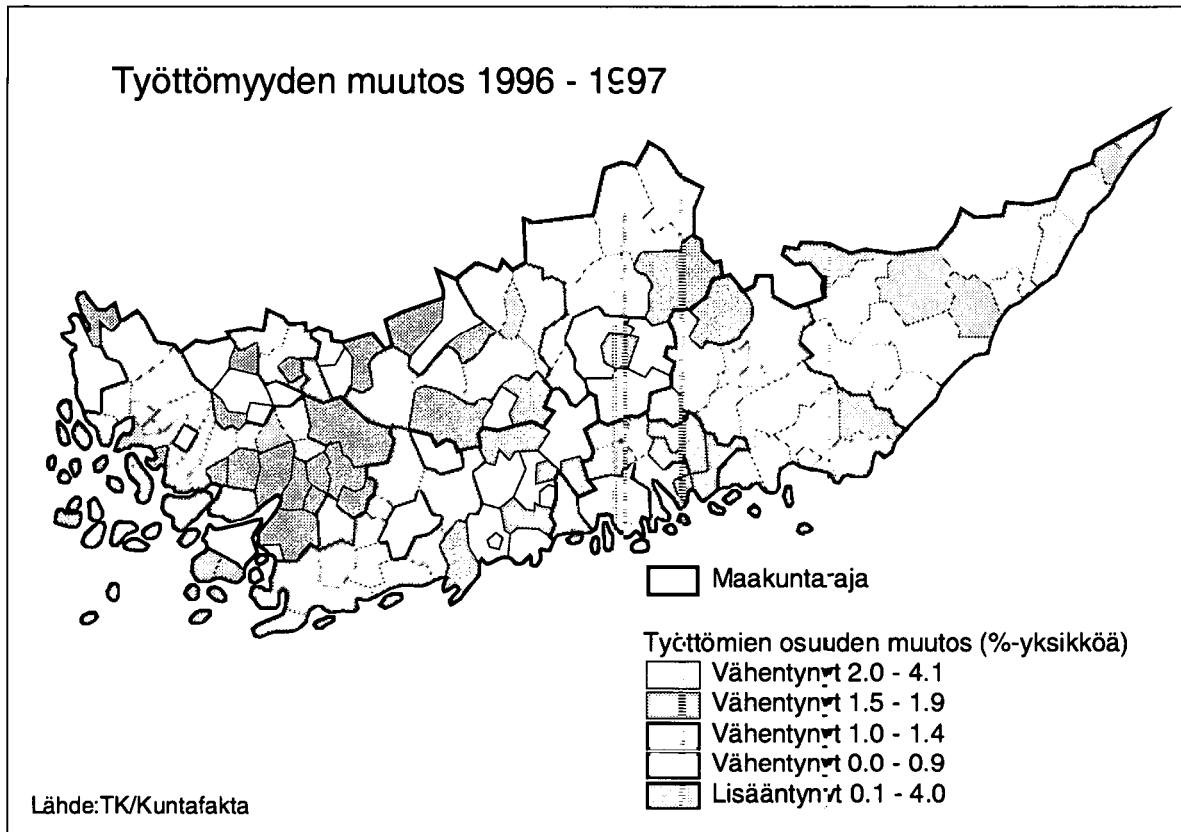 Työttömyyden muutos 1996 - 1997
Maakuntaraja
Työttömien osuuden muutos (%-yksikköä)
Vähentynyt 2.0 - 4.1
Vähentynyt 1.5 - 1.9
Vähentynyt 1.0 - 1.4
Vähentynyt 0.0 - 0.9
Lisääntynyt 0.1 - 4.0
Lähde:TK/Kuntafakta